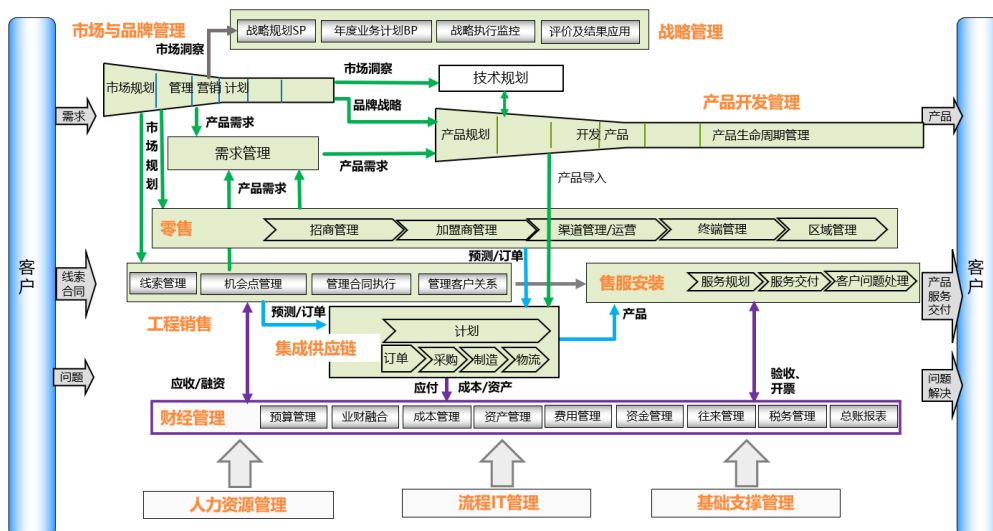 市场与品牌管理
战略规划SP
年度业务计划BP
战略执行监控
评价及结果应用
战略管理
市场洞察
市场规划
管理 营销 计划
市场洞察
技术规划
品牌战略
产品开发管理
需求
产品需求
产品规划
开发 产品
产品生命周期管理
产品
市场规划
需求管理
产品需求
产品需求
产品导入
零售
招商管理
加盟商管理
渠道管理/运营
终端管理
区域管理
预测/订单
客户
线索
合同
线索管理
机会点管理
管理合同执行
管理客户关系
售服安装
服务规划
服务交付
客户问题处理
产品
服务
交付
客户
工程销售
预测/订单
集成供应链
计划
产品
订单
采购
制造
物流
问题
应收/融资
应付
成本/资产
验收、
开票
问题
解决
财经管理
预算管理
业财融合
成本管理
资产管理
费用管理
资金管理
往来管理
税务管理
总账报表
人力资源管理
流程IT管理
基础支撑管理